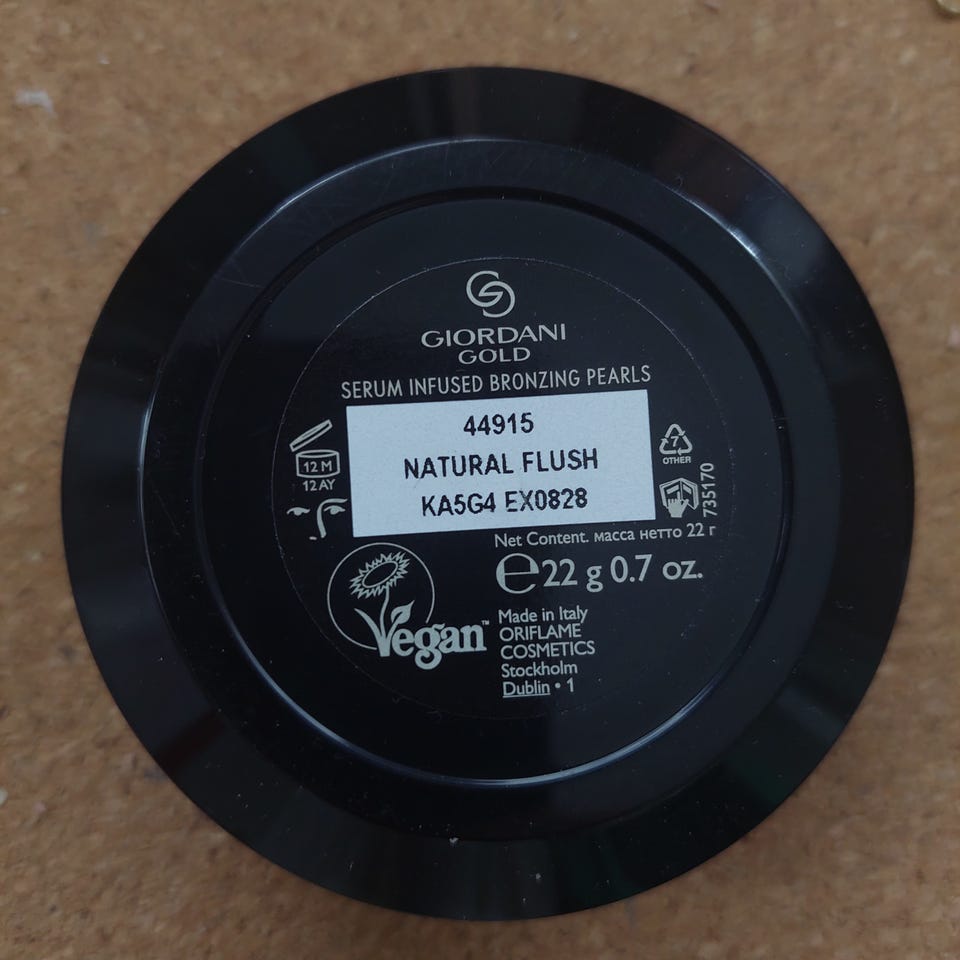 GIORDANI
GOLD
SERUM INFUSED BRONZING PEARLS
44915
NATURAL FLUSH
KA5G4 EX0828
12 M
12 AY
7
OTHER
735170
Net Content. масса нетто 22 г
e 22 g 0.7 oz.
Vegan™
Made in Italy
ORIFLAME
COSMETICS
Stockholm
Dublin • 1